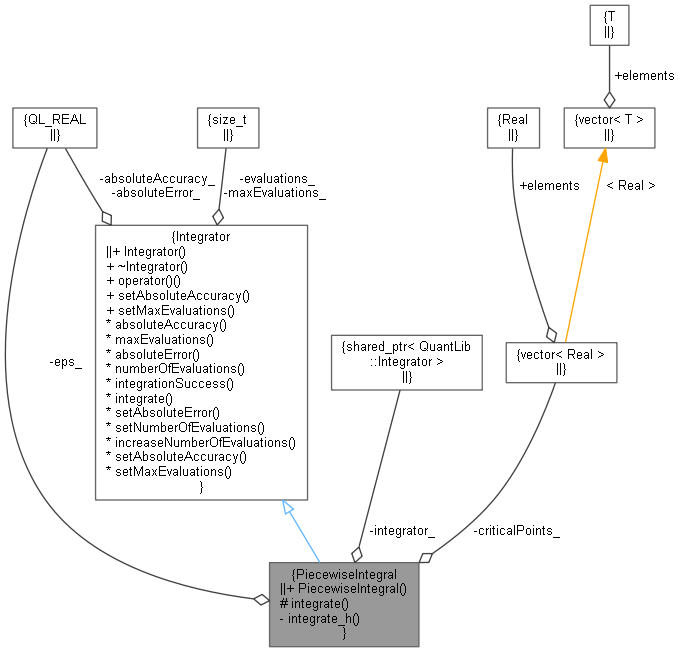 {T
||}
+elements
{QL_REAL
||}
{size_t
||}
{Real
||}
{vector< T >
||}
-absoluteAccuracy_
-absoluteError_
-evaluations_
-maxEvaluations_
+elements
< Real >
{Integrator
||+ Integrator()
+ ~Integrator()
+ operator()()
+ setAbsoluteAccuracy()
+ setMaxEvaluations()
* absoluteAccuracy()
* maxEvaluations()
* absoluteError()
* numberOfEvaluations()
* integrationSuccess()
* integrate()
* setAbsoluteError()
* setNumberOfEvaluations()
* increaseNumberOfEvaluations()
* setAbsoluteAccuracy()
* setMaxEvaluations()
}
-eps_
{shared_ptr< QuantLib
::Integrator >
||}
{vector< Real >
||}
-integrator_
-criticalPoints_
{PiecewiseIntegral
||+ PiecewiseIntegral()
# integrate()
- integrate_h()
}